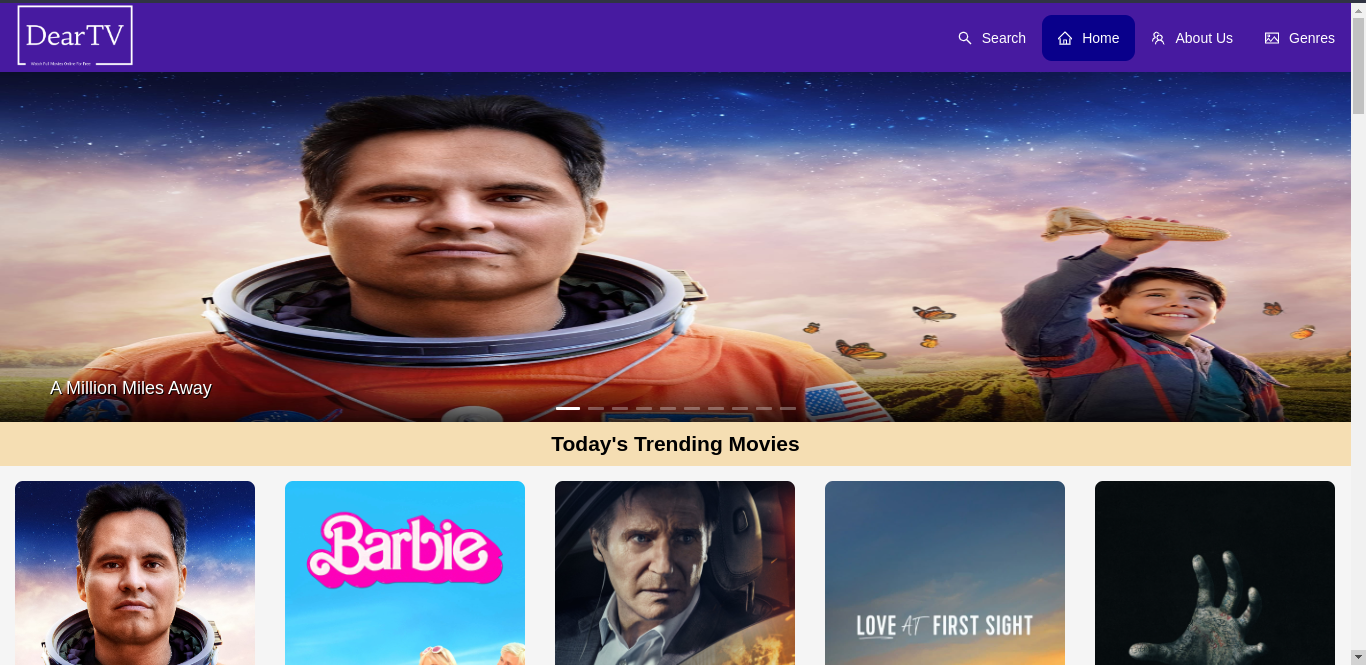 DearTV
Watch Full Movies Online For Free
Search
Home
About Us
Genres
A Million Miles Away
Today's Trending Movies
Barbie
LOVE AT FIRST SIGHT